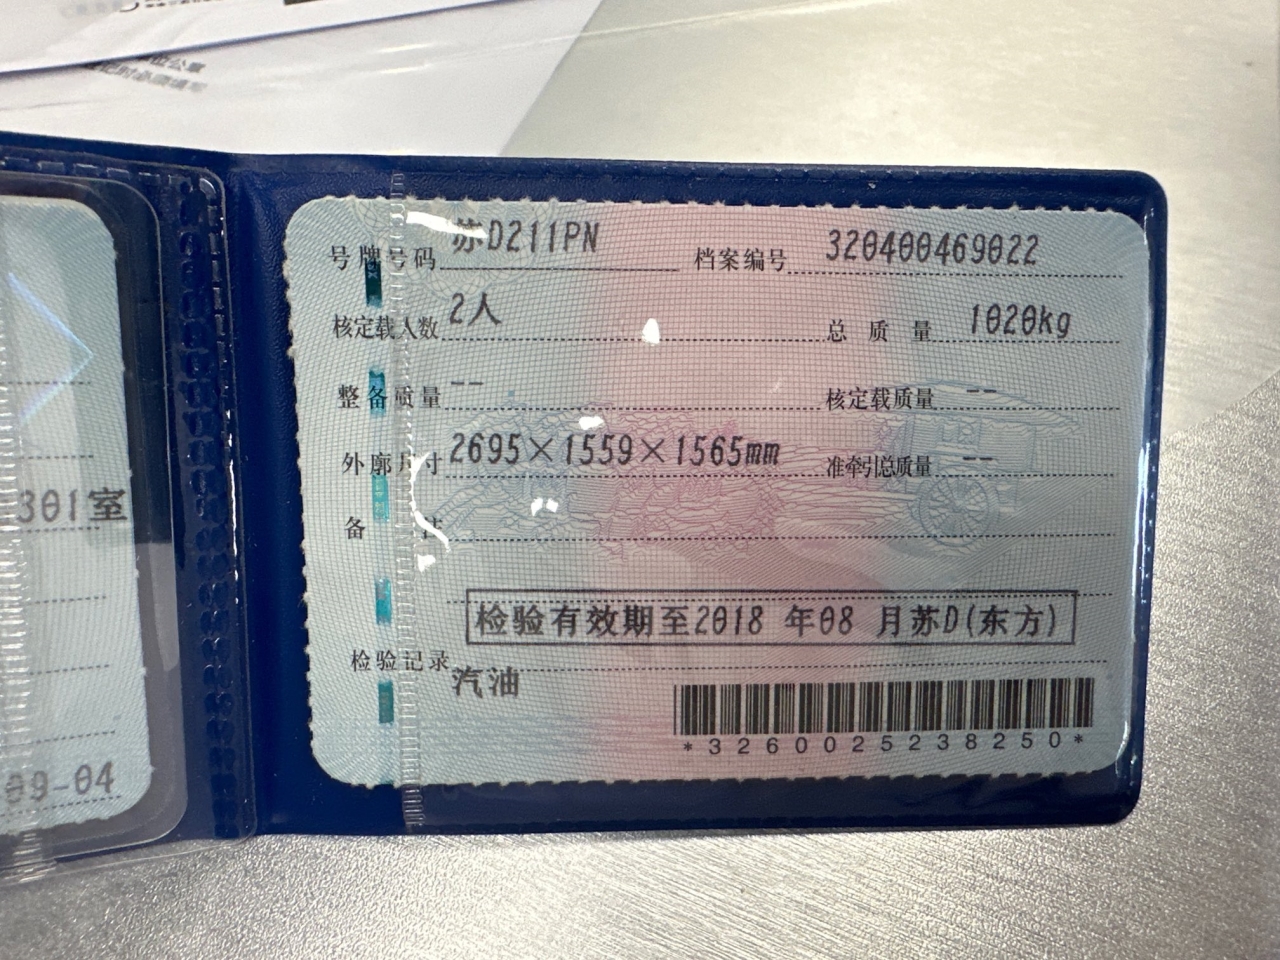 号牌号码 苏D211PN 档案编号 320400469022
核定载人数 2人 总质量 1020kg
整备质量 -- 核定载质量 --
外廓尺寸 2695×1559×1565mm 准牵引总质量 --
备注
检验有效期至2018 年08 月苏D(东方)
检验记录 汽油
*3260025238250*
301室
09-04